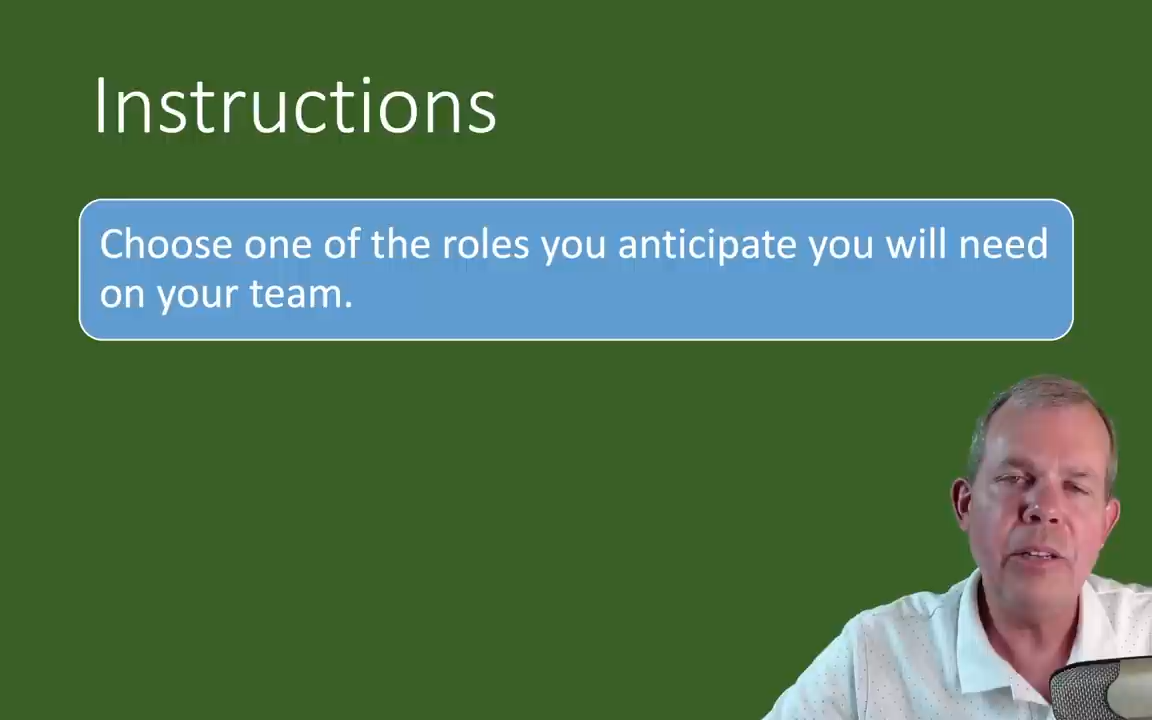 Instructions
Choose one of the roles you anticipate you will need
on your team.